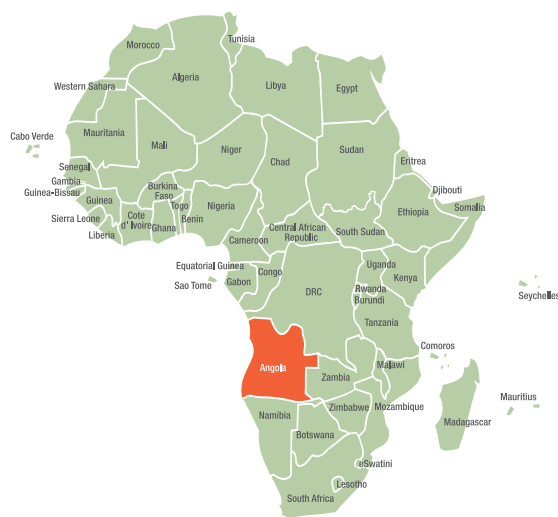 Tunisia
Morocco
Algeria
Libya
Egypt
Western Sahara
Mauritania
Mali
Niger
Chad
Sudan
Eritrea
Cabo Verde
Senegal
Gambia
Guinea-Bissau
Guinea
Sierra Leone
Liberia
Cote
d' Ivoire
Burkina
Faso
Ghana
Togo
Benin
Nigeria
Cameroon
Central African
Republic
South Sudan
Ethiopia
Djibouti
Somalia
Equatorial Guinea
Sao Tome
Gabon
Congo
DRC
Uganda
Kenya
Rwanda
Burundi
Tanzania
Seychelles
Comoros
Angola
Zambia
Malawi
Mozambique
Zimbabwe
Madagascar
Mauritius
Namibia
Botswana
eSwatini
Lesotho
South Africa